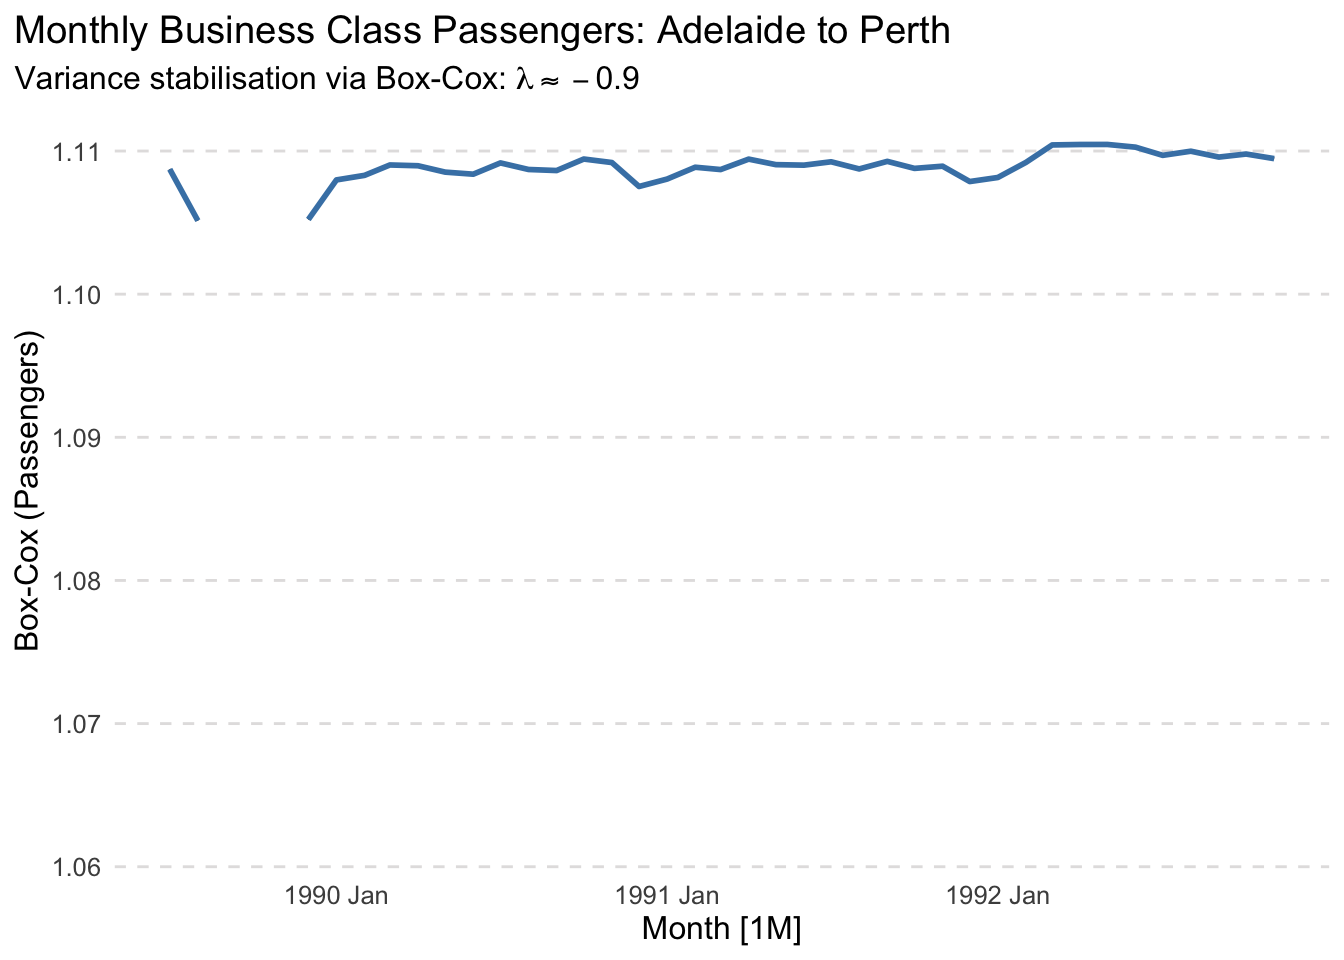 Monthly Business Class Passengers: Adelaide to Perth
Variance stabilisation via Box-Cox: λ ≈ − 0.9
Box-Cox (Passengers)
1.11
1.10
1.09
1.08
1.07
1.06
1990 Jan 1991 Jan 1992 Jan
Month [1M]